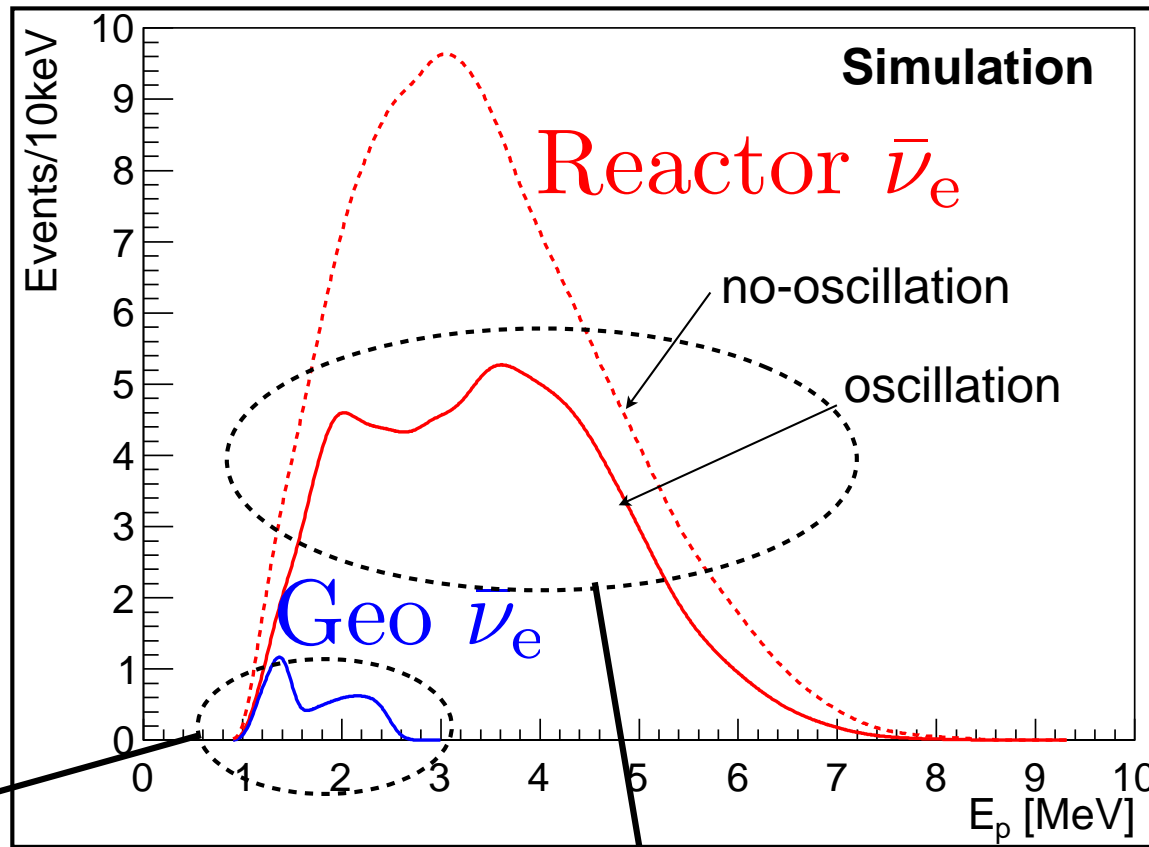 Events/10keV
10
9
8
7
6
5
4
3
2
1
0
Simulation
Reactor ν̄e
no-oscillation
oscillation
Geo ν̄e
0 1 2 3 4 5 6 7 8 9 10
Ep [MeV]